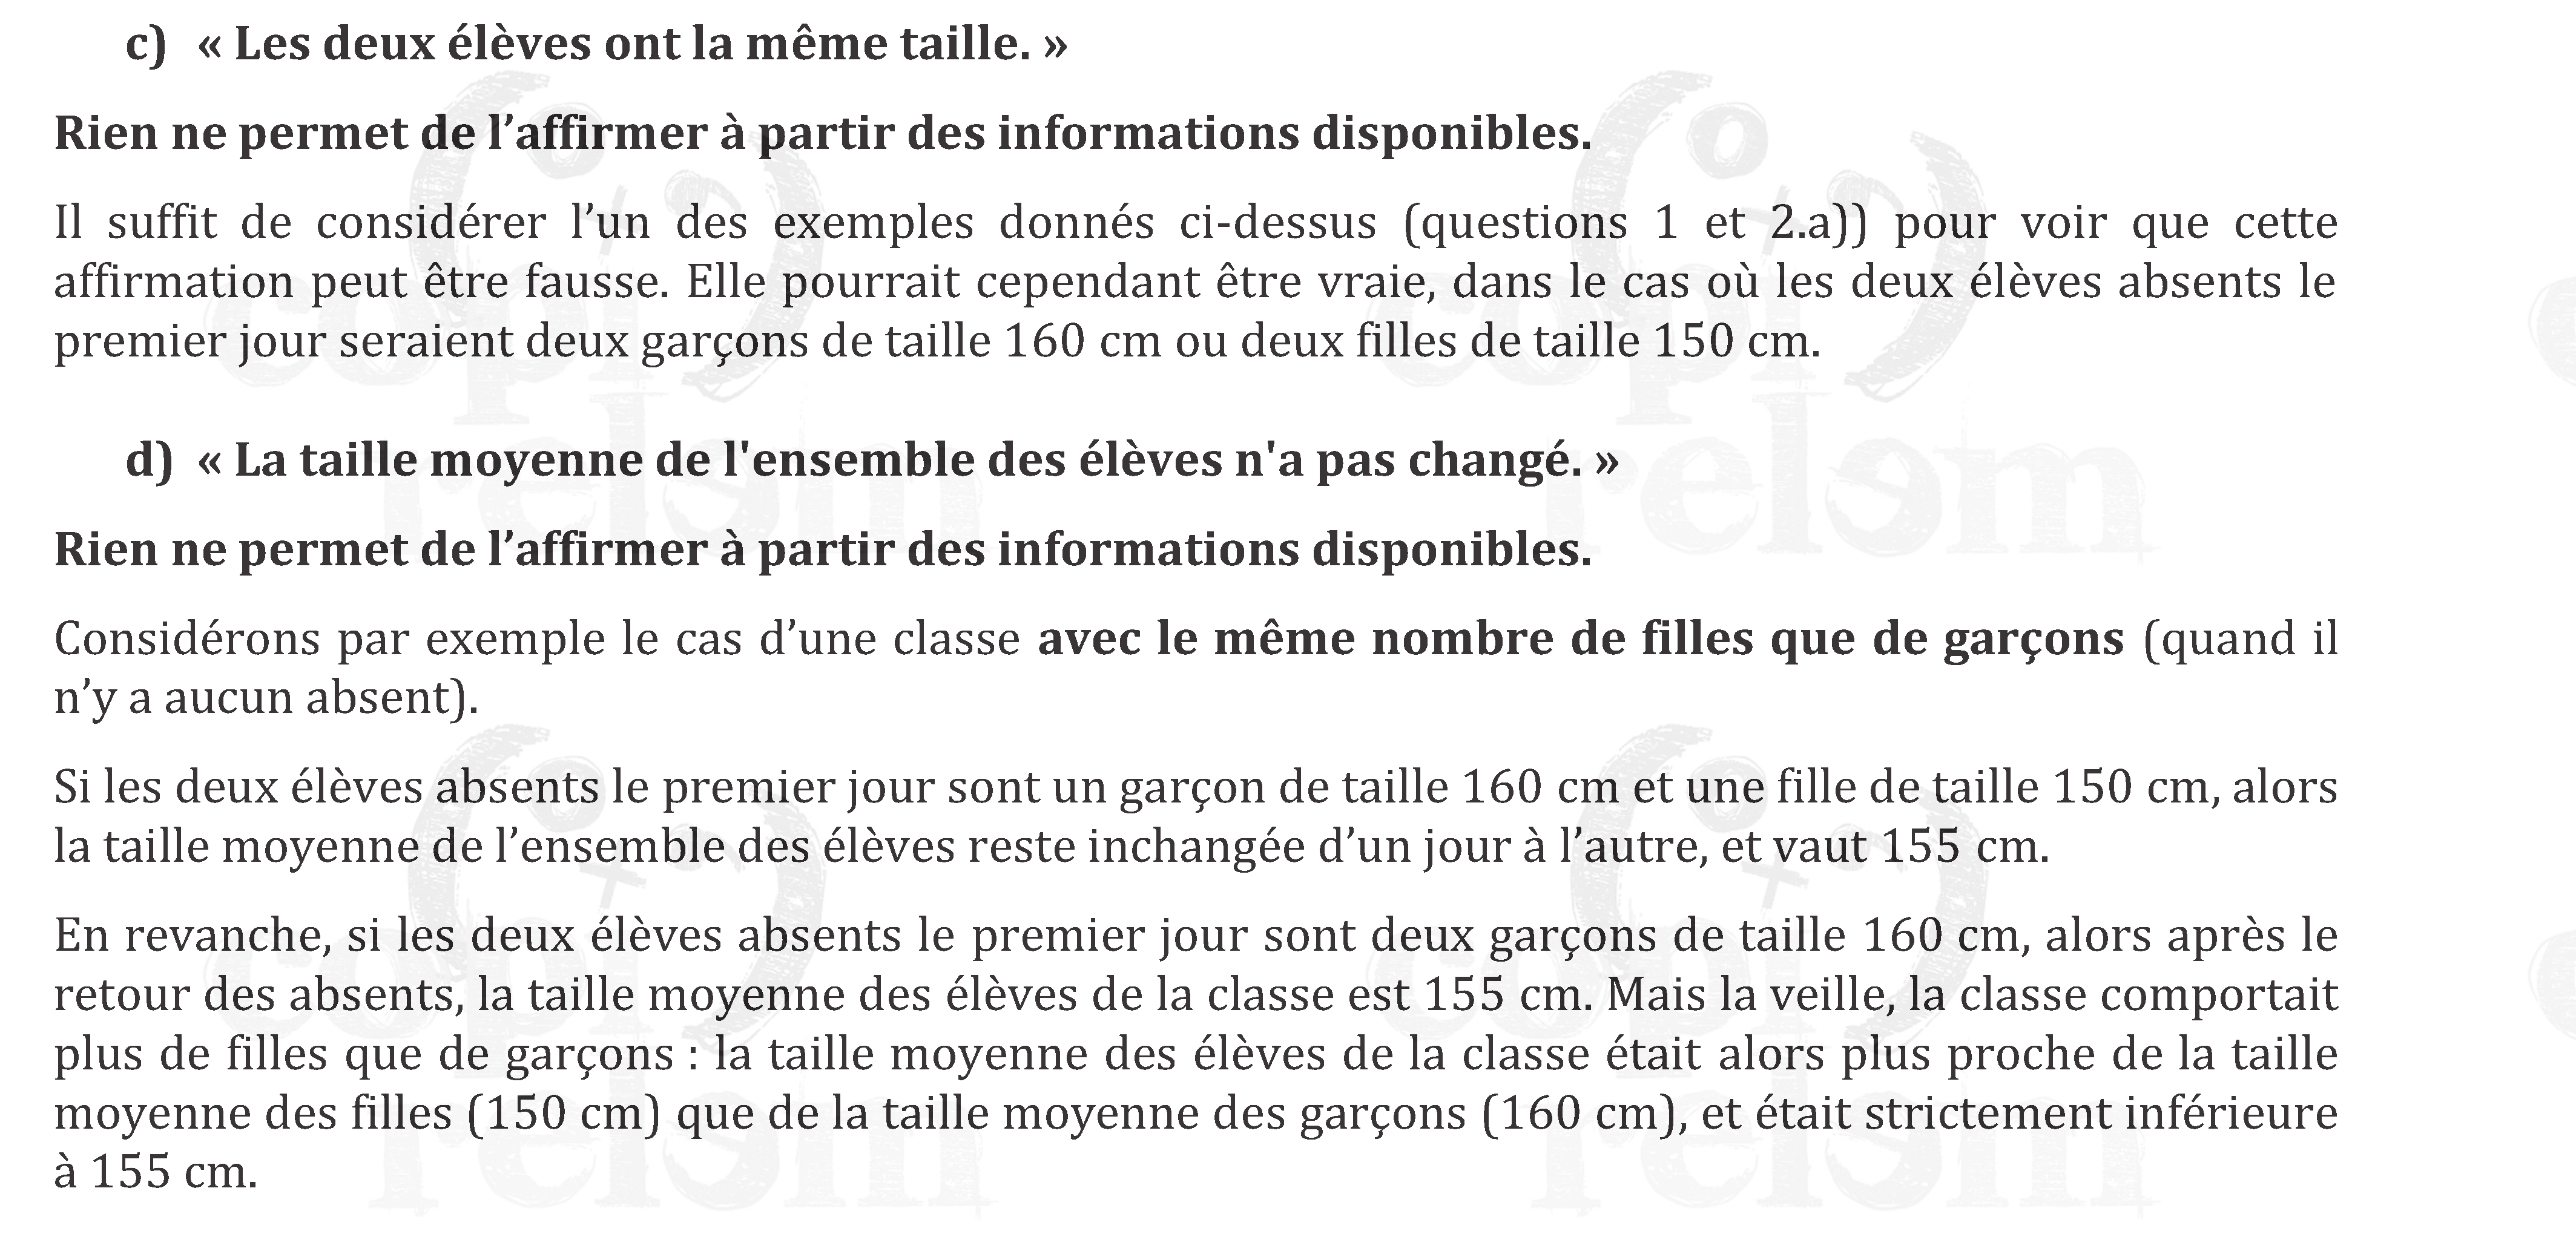 c) « Les deux élèves ont la même taille. »
Rien ne permet de l’affirmer à partir des informations disponibles.
Il suffit de considérer l’un des exemples donnés ci-dessus (questions 1 et 2.a)) pour voir que cette
affirmation peut être fausse. Elle pourrait cependant être vraie, dans le cas où les deux élèves absents le
premier jour seraient deux garçons de taille 160 cm ou deux filles de taille 150 cm.
d) « La taille moyenne de l'ensemble des élèves n'a pas changé. »
Rien ne permet de l’affirmer à partir des informations disponibles.
Considérons par exemple le cas d’une classe avec le même nombre de filles que de garçons (quand il
n’y a aucun absent).
Si les deux élèves absents le premier jour sont un garçon de taille 160 cm et une fille de taille 150 cm, alors
la taille moyenne de l’ensemble des élèves reste inchangée d’un jour à l’autre, et vaut 155 cm.
En revanche, si les deux élèves absents le premier jour sont deux garçons de taille 160 cm, alors après le
retour des absents, la taille moyenne des élèves de la classe est 155 cm. Mais la veille, la classe comportait
plus de filles que de garçons : la taille moyenne des élèves de la classe était alors plus proche de la taille
moyenne des filles (150 cm) que de la taille moyenne des garçons (160 cm), et était strictement inférieure
à 155 cm.